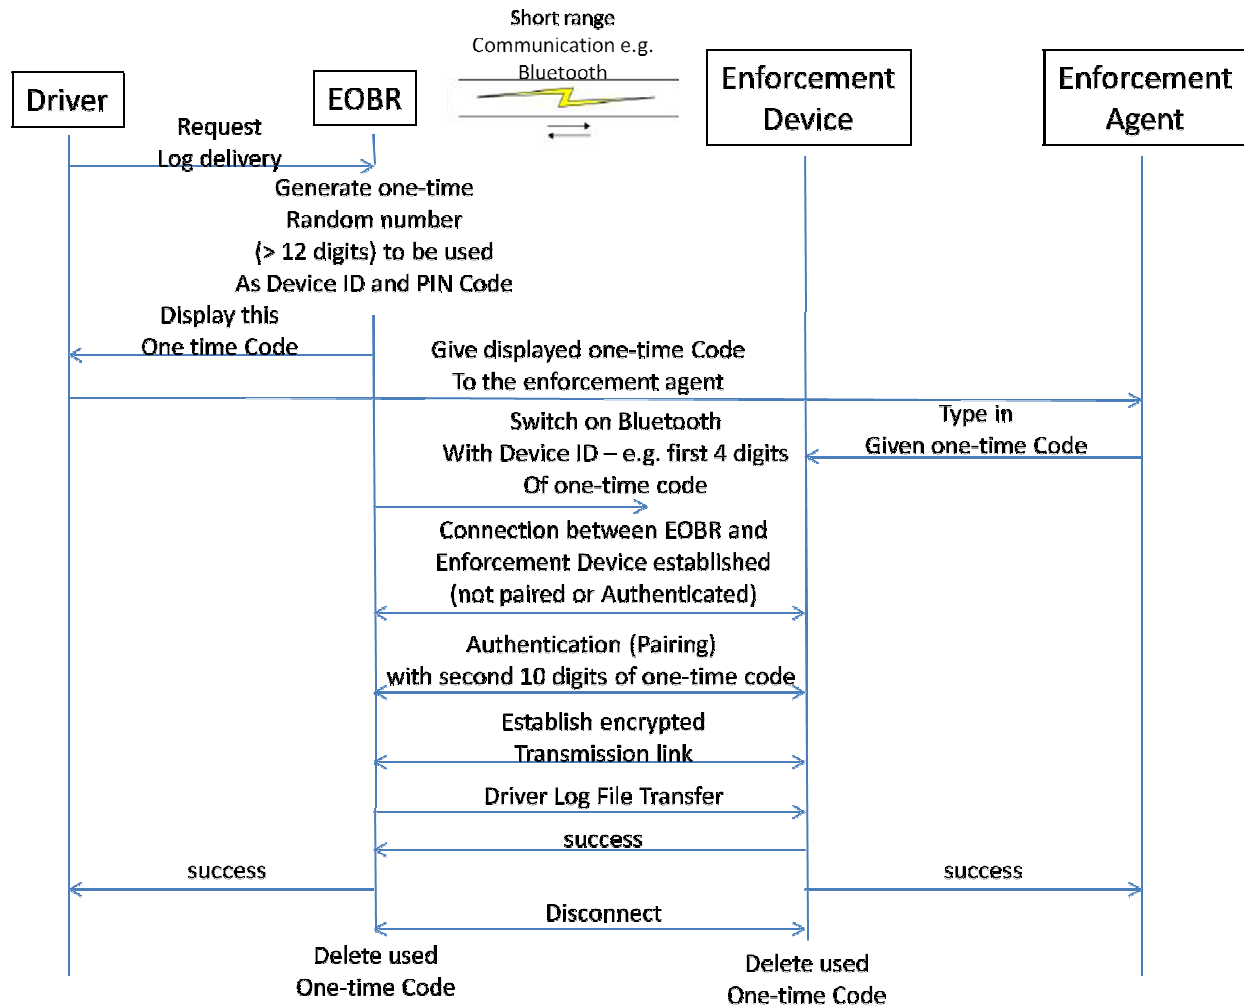 Short range
Communication e.g.
Bluetooth
Driver
EOBR
Enforcement
Device
Enforcement
Agent
Request
Log delivery
Generate one-time
Random number
(> 12 digits) to be used
As Device ID and PIN Code
Display this
One time Code
Give displayed one-time Code
To the enforcement agent
Type in
Given one-time Code
Switch on Bluetooth
With Device ID – e.g. first 4 digits
Of one-time code
Connection between EOBR and
Enforcement Device established
(not paired or Authenticated)
Authentication (Pairing)
with second 10 digits of one-time code
Establish encrypted
Transmission link
Driver Log File Transfer
success
success
success
Disconnect
Delete used
One-time Code
Delete used
One-time Code